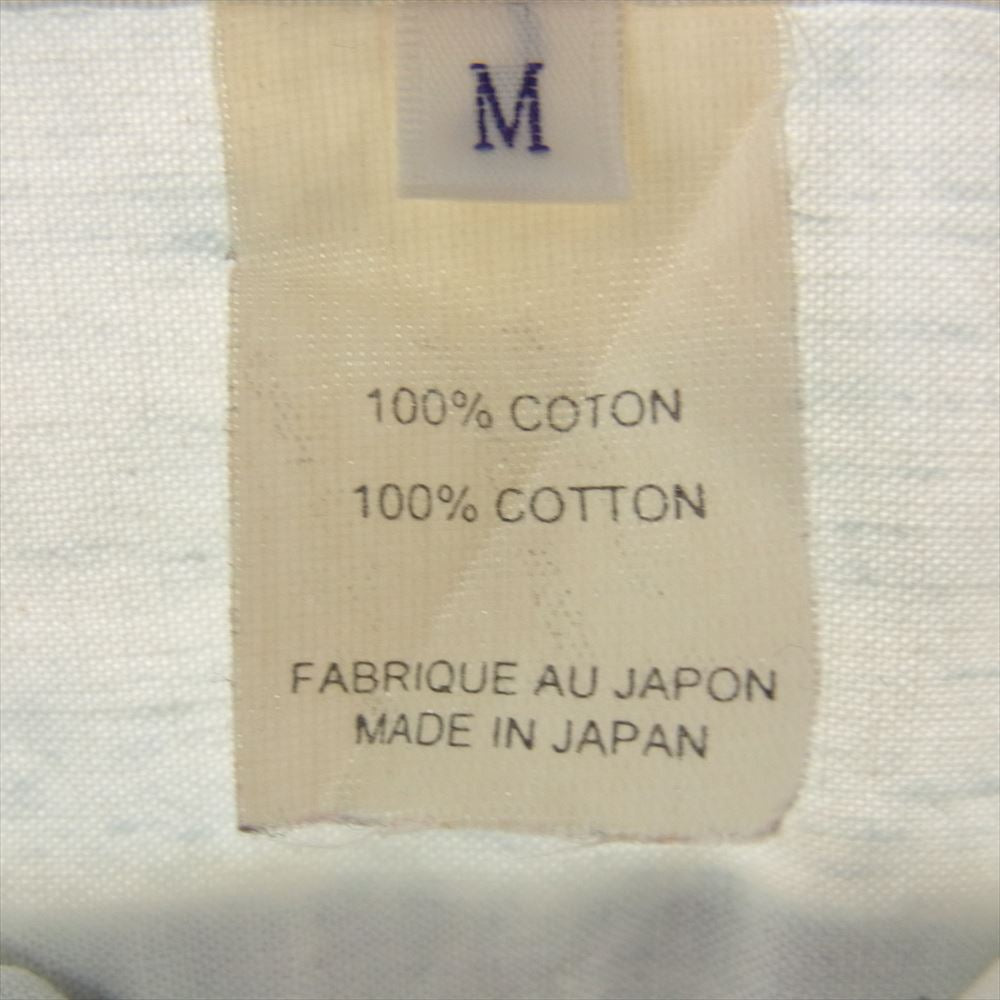 M
100% COTON
100% COTTON
FABRIQUE AU JAPON
MADE IN JAPAN